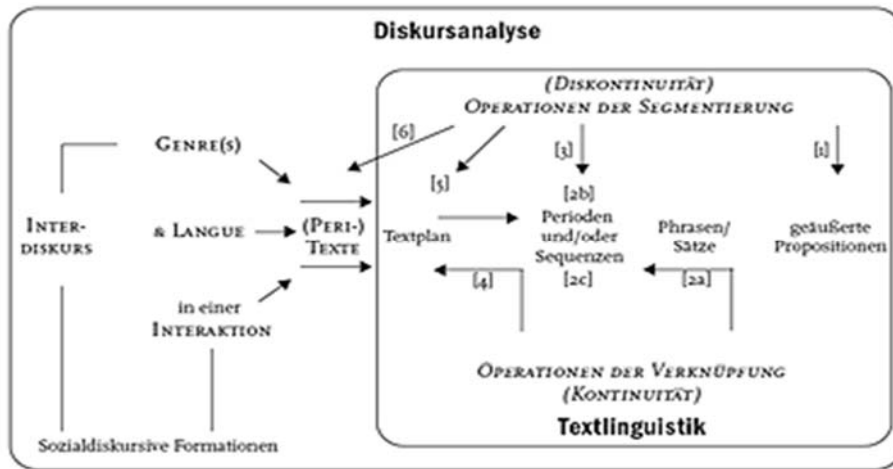 Diskursanalyse
(DISKONTINUITÄT)
OPERATIONEN DER SEGMENTIERUNG
[6]
GENRE(S)
[3]
[1]
[5]
[2b]
INTER-
DISKURS
& LANGUE
(PERI-)
TEXTE
Textplan
Perioden
und/oder
Sequenzen
Phrasen/
Sätze
geäußerte
Propositionen
[4]
[2c]
[2a]
in einer
INTERAKTION
OPERATIONEN DER VERKNÜPFUNG
(KONTINUITÄT)
Textlinguistik
Sozialdiskursive Formationen